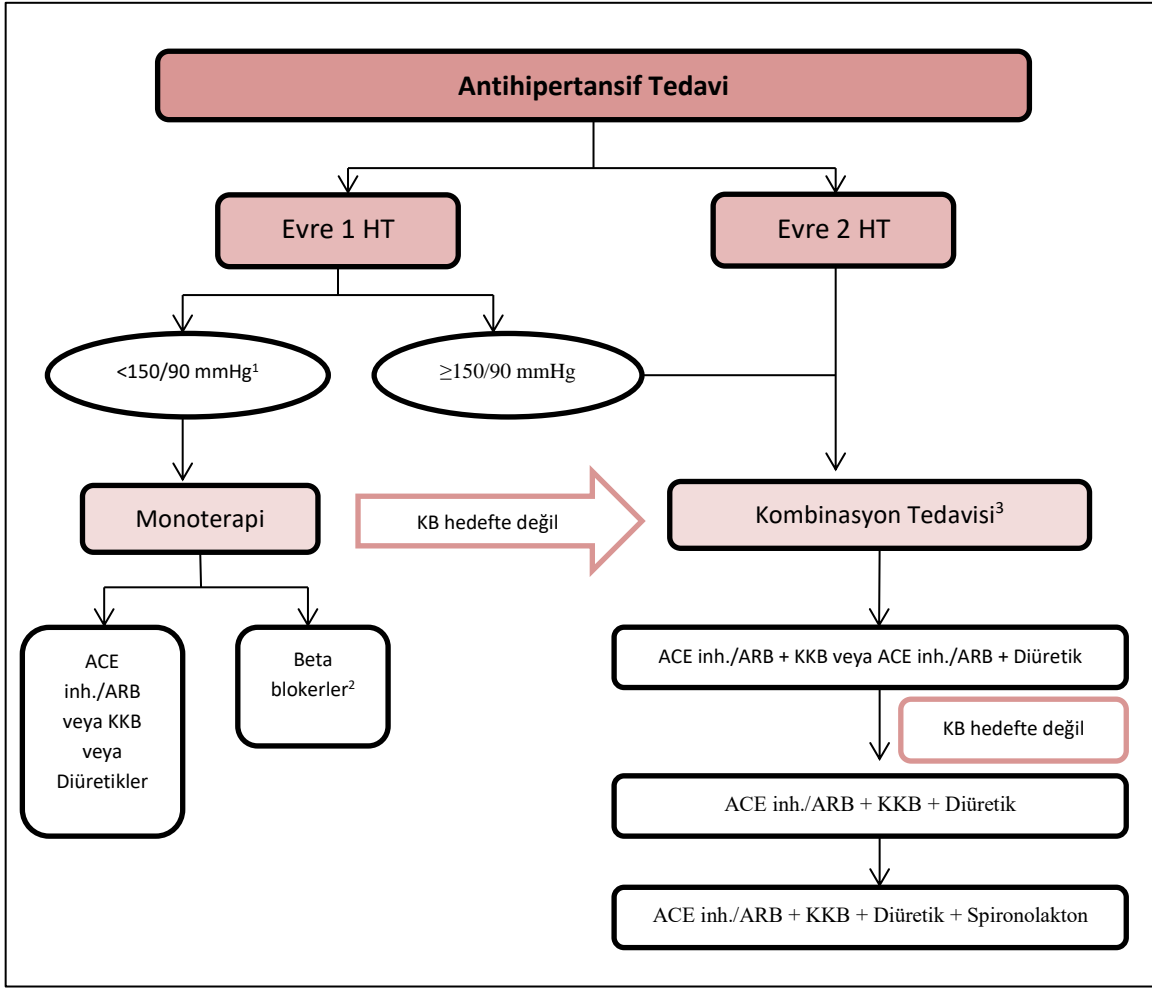 Antihipertansif Tedavi
Evre 1 HT
Evre 2 HT
<150/90 mmHg¹
≥150/90 mmHg
Monoterapi
KB hedefte değil
Kombinasyon Tedavisi³
ACE
inh./ARB
veya KKB
veya
Diüretikler
Beta
blokerler²
ACE inh./ARB + KKB veya ACE inh./ARB + Diüretik
KB hedefte değil
ACE inh./ARB + KKB + Diüretik
ACE inh./ARB + KKB + Diüretik + Spironolakton